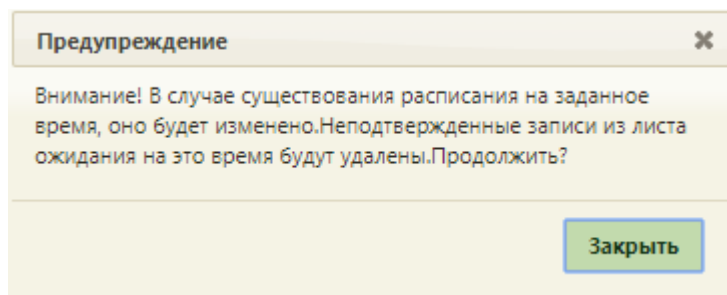 Предупреждение
Внимание! В случае существования расписания на заданное
время, оно будет изменено.Неподтвержденные записи из листа
ожидания на это время будут удалены.Продолжить?
Закрыть